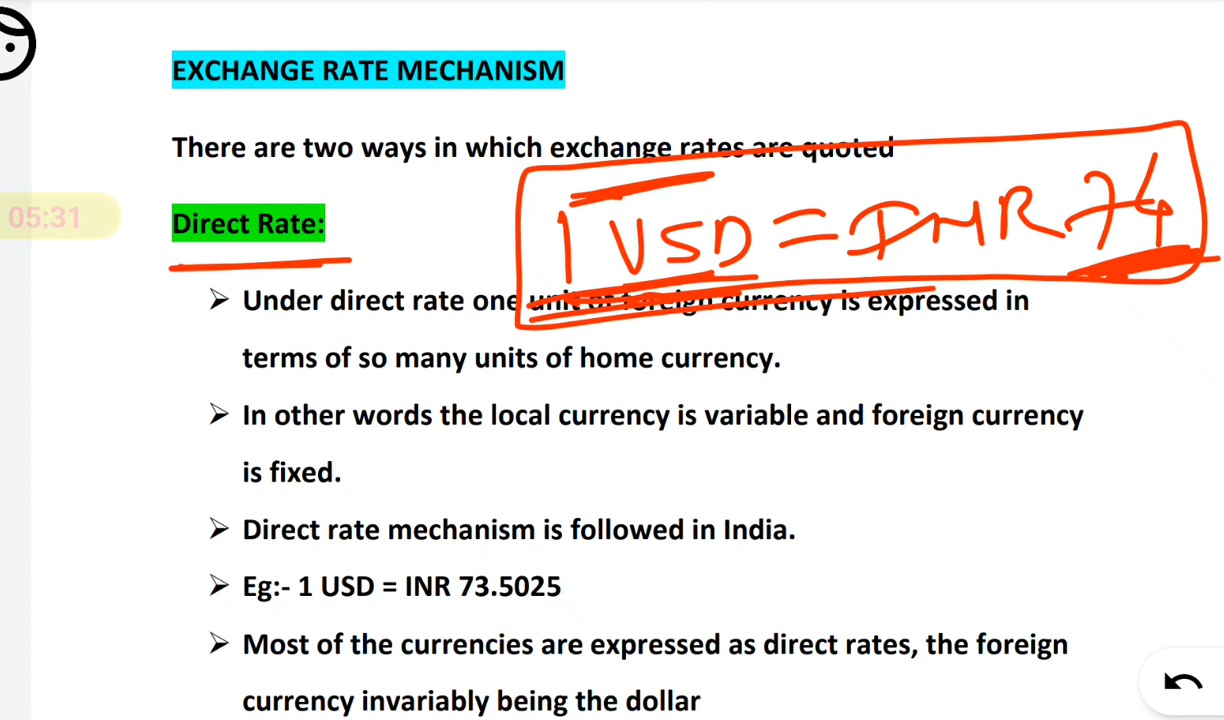 EXCHANGE RATE MECHANISM
There are two ways in which exchange rates are quoted
05:31
Direct Rate:
1 USD = INR 74
➢ Under direct rate one unit of foreign currency is expressed in
terms of so many units of home currency.
➢ In other words the local currency is variable and foreign currency
is fixed.
➢ Direct rate mechanism is followed in India.
➢ Eg:- 1 USD = INR 73.5025
➢ Most of the currencies are expressed as direct rates, the foreign
currency invariably being the dollar